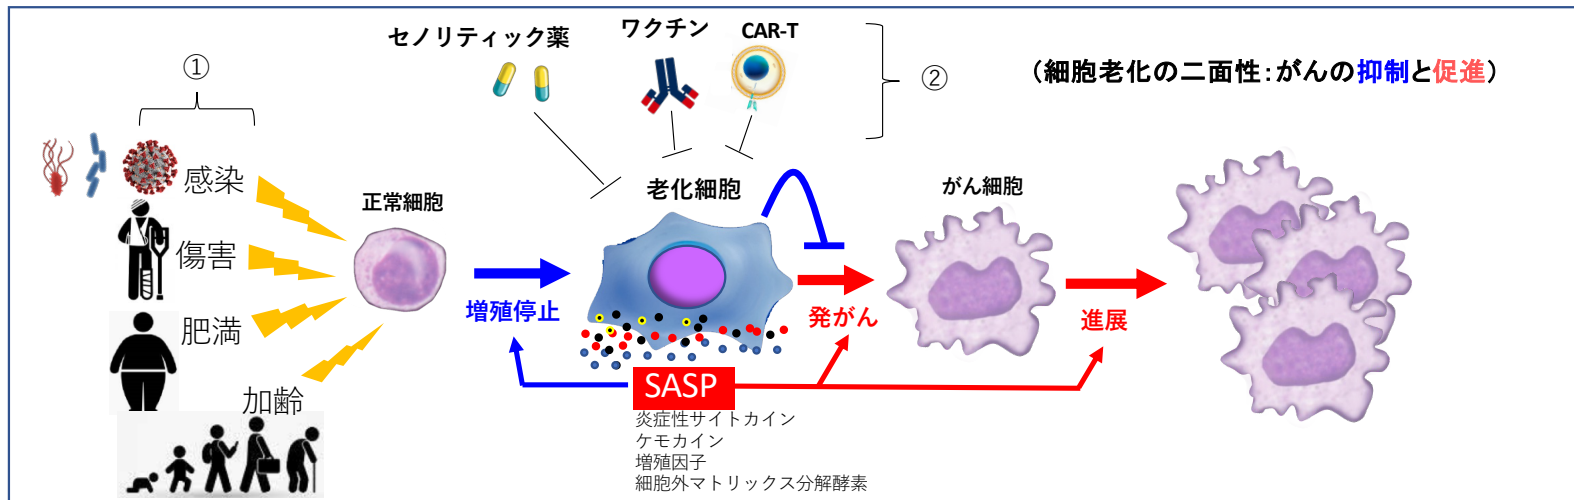 ①
セノリティック薬
ワクチン
CAR-T
②
(細胞老化の二面性:がんの抑制と促進)
感染
傷害
肥満
加齢
正常細胞
増殖停止
老化細胞
発がん
がん細胞
進展
SASP
炎症性サイトカイン
ケモカイン
増殖因子
細胞外マトリックス分解酵素